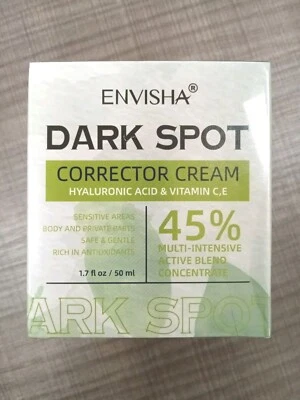 ENVISHA®
DARK SPOT
CORRECTOR CREAM
HYALURONIC ACID & VITAMIN C,E
SENSITIVE AREAS
BODY AND PRIVATE PARTS
SAFE & GENTLE
RICH IN ANTIOXIDANTS
1.7 fl oz / 50 ml
45%
MULTI-INTENSIVE
ACTIVE BLEND
CONCENTRATE
DARK SPOT